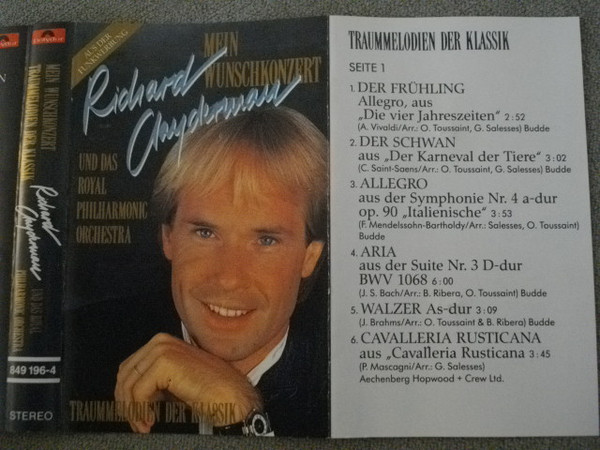 MEIN WUNSCHKONZERT
TRAUMMELODIEN DER KLASSIK
Richard Clayderman
UND DAS ROYAL
PHILHARMONIC ORCHESTRA
849 196-4
STEREO
AUS DER
FUNKWERBUNG
MEIN
WUNSCHKONZERT
Richard
Clayderman
UND DAS
ROYAL
PHILHARMONIC
ORCHESTRA
TRAUMMELODIEN DER KLASSIK
TRAUMMELODIEN DER KLASSIK
SEITE 1
1. DER FRÜHLING
Allegro, aus
„Die vier Jahreszeiten“ 2:52
(A. Vivaldi/Arr.: O. Toussaint, G. Salesses) Budde
2. DER SCHWAN
aus „Der Karneval der Tiere“ 3:02
(C. Saint-Saens/Arr.: O. Toussaint, G. Salesses) Budde
3. ALLEGRO
aus der Symphonie Nr. 4 a-dur
op. 90 „Italienische“ 3:53
(F. Mendelssohn-Bartholdy/Arr.: Salesses, O. Toussaint)
Budde
4. ARIA
aus der Suite Nr. 3 D-dur
BWV 1068 6:00
(J. S. Bach/Arr.: B. Ribera, O. Toussaint) Budde
5. WALZER As-dur 3:09
(J. Brahms/Arr.: O. Toussaint & B. Ribera) Budde
6. CAVALLERIA RUSTICANA
aus „Cavalleria Rusticana 3:45
(P. Mascagni/Arr.: G. Salesses)
Aechenberg Hopwood + Crew Ltd.